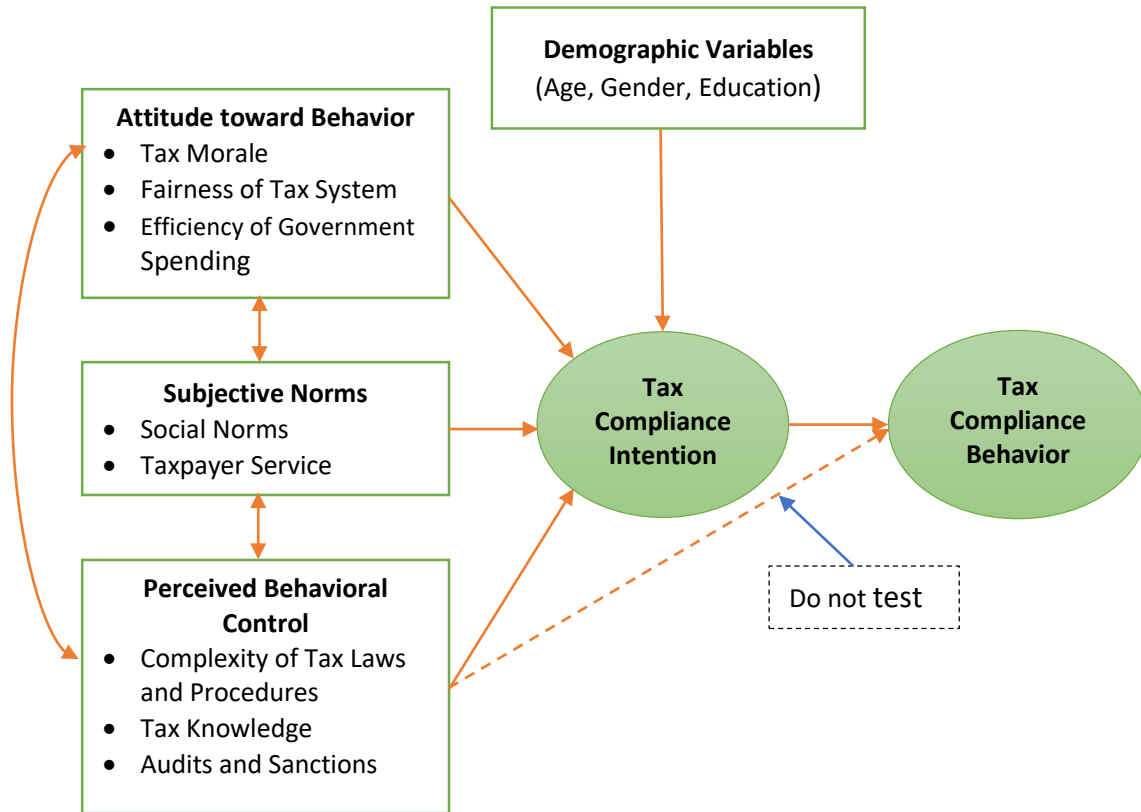 Demographic Variables
(Age, Gender, Education)
Attitude toward Behavior
• Tax Morale
• Fairness of Tax System
• Efficiency of Government
Spending
Subjective Norms
• Social Norms
• Taxpayer Service
Perceived Behavioral
Control
• Complexity of Tax Laws
and Procedures
• Tax Knowledge
• Audits and Sanctions
Tax
Compliance
Intention
Tax
Compliance
Behavior
Do not test